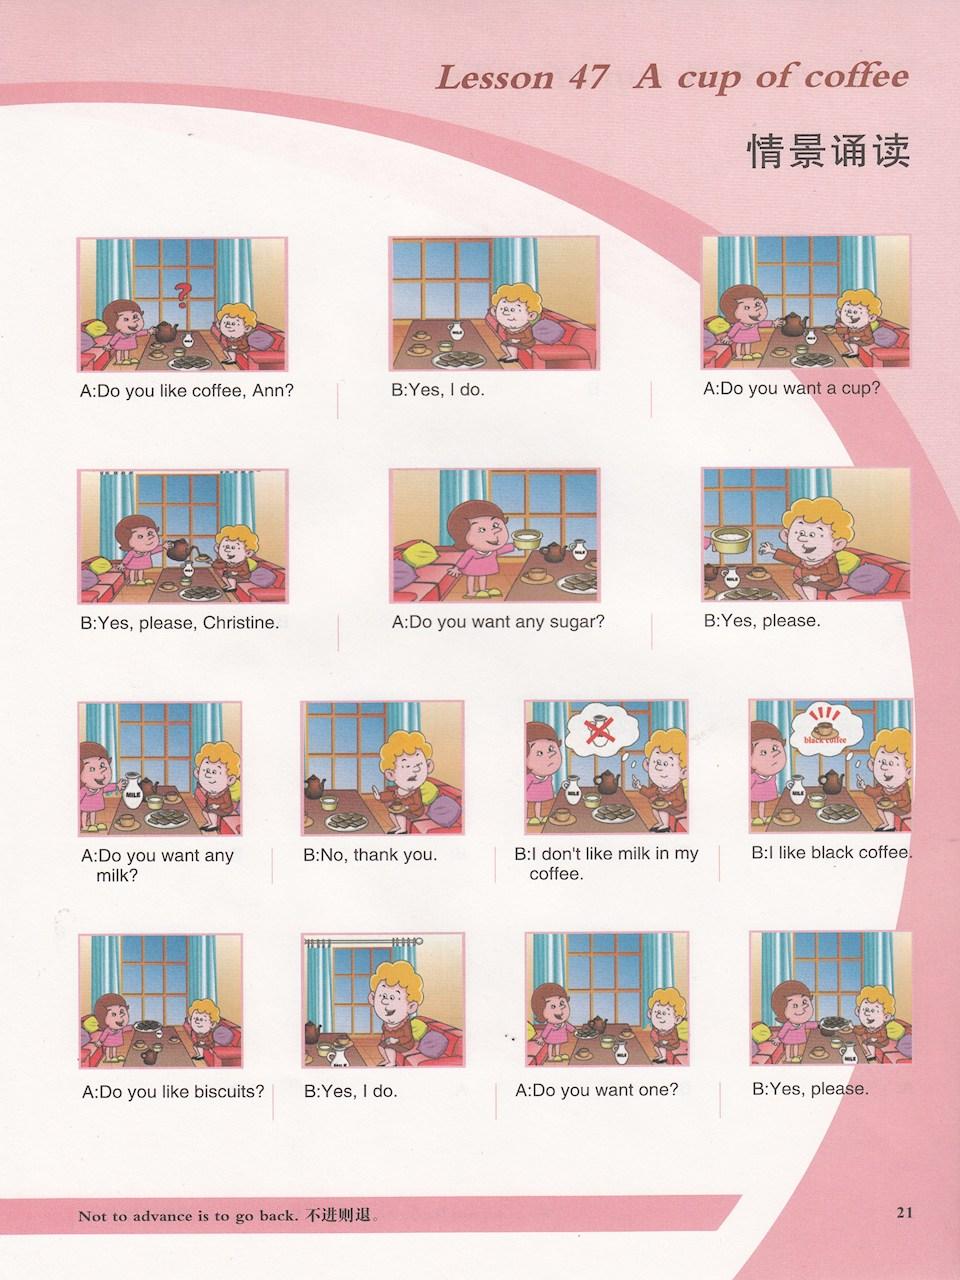 Lesson 47 A cup of coffee
情景诵读
A:Do you like coffee, Ann?
B:Yes, I do.
A:Do you want a cup?
B:Yes, please, Christine.
A:Do you want any sugar?
B:Yes, please.
A:Do you want any
milk?
B:No, thank you.
B:I don't like milk in my
coffee.
black coffee
B:I like black coffee.
A:Do you like biscuits?
B:Yes, I do.
A:Do you want one?
B:Yes, please.
Not to advance is to go back. 不进则退。
21